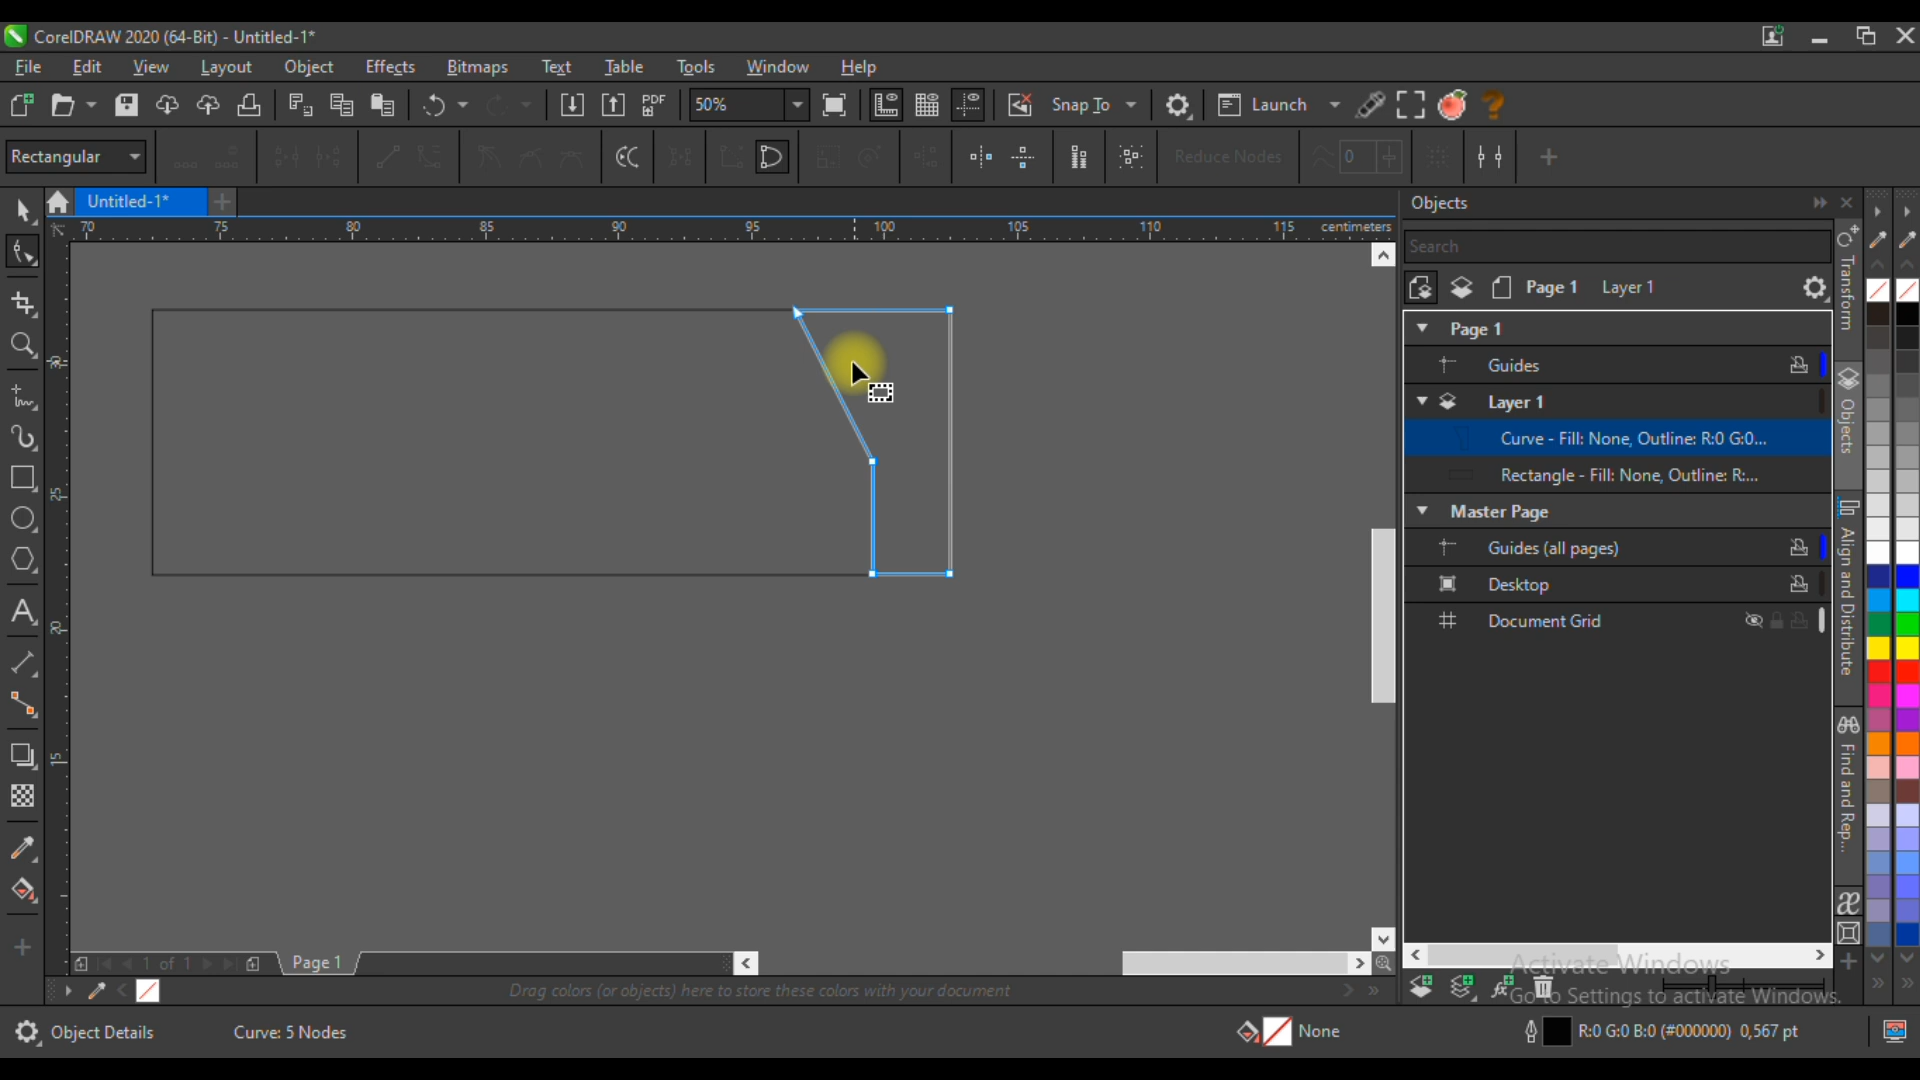 CorelDRAW 2020 (64-Bit) - Untitled-1*
File Edit View Layout Object Effects Bitmaps Text Table Tools Window Help
PDF 50% Snap To Launch
Rectangular Reduce Nodes 0
Untitled-1*
70 75 80 85 90 95 100 105 110 115 centimeters
30
25
20
15
Objects
Search
Page 1 Layer 1
Page 1
Guides
Layer 1
Curve - Fill: None, Outline: R:0 G:0...
Rectangle - Fill: None, Outline: R:...
Master Page
Guides (all pages)
Desktop
Document Grid
Transform
Objects
Align and Distribute
Find and Rep...
1 of 1 Page 1
Drag colors (or objects) here to store these colors with your document
Activate Windows
Go to Settings to activate Windows.
Object Details Curve: 5 Nodes None R:0 G:0 B:0 (#000000) 0,567 pt